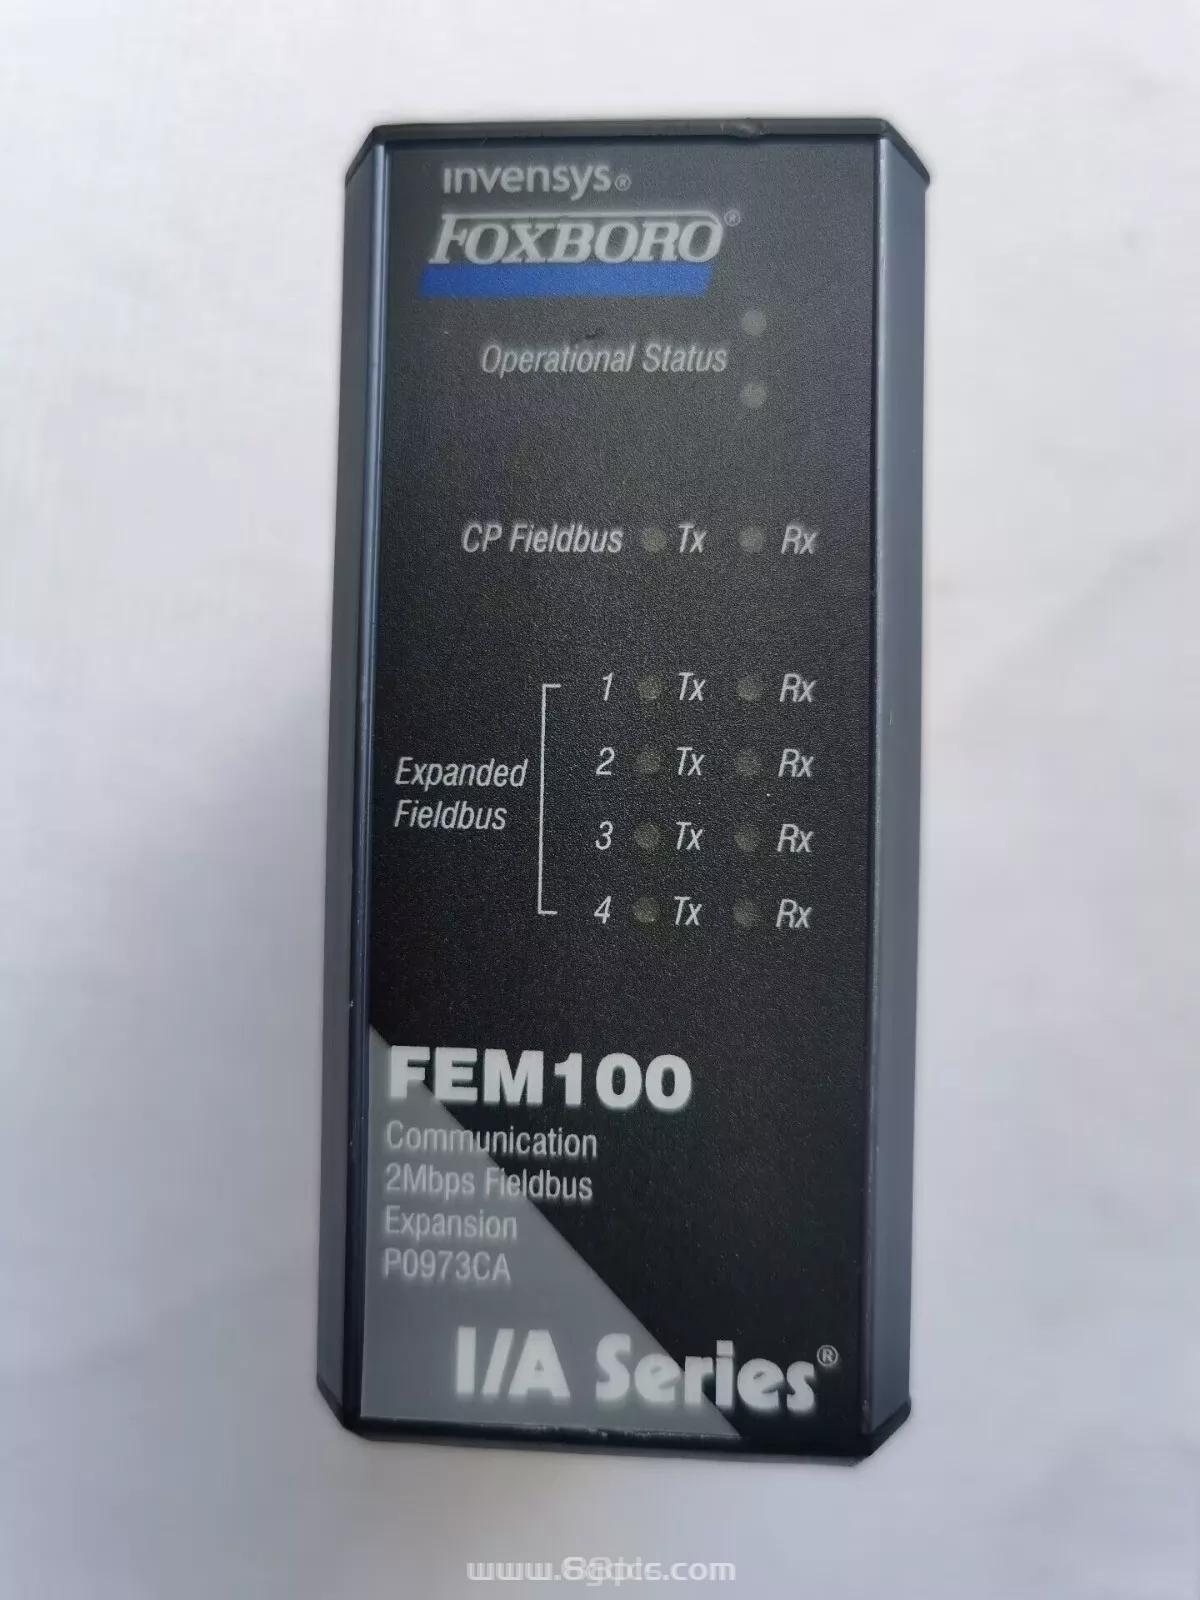 invensys®
FOXBORO®
Operational Status
CP Fieldbus Tx Rx
1 Tx Rx
2 Tx Rx
Expanded
Fieldbus
3 Tx Rx
4 Tx Rx
FEM100
Communication
2Mbps Fieldbus
Expansion
P0973CA
I/A Series®